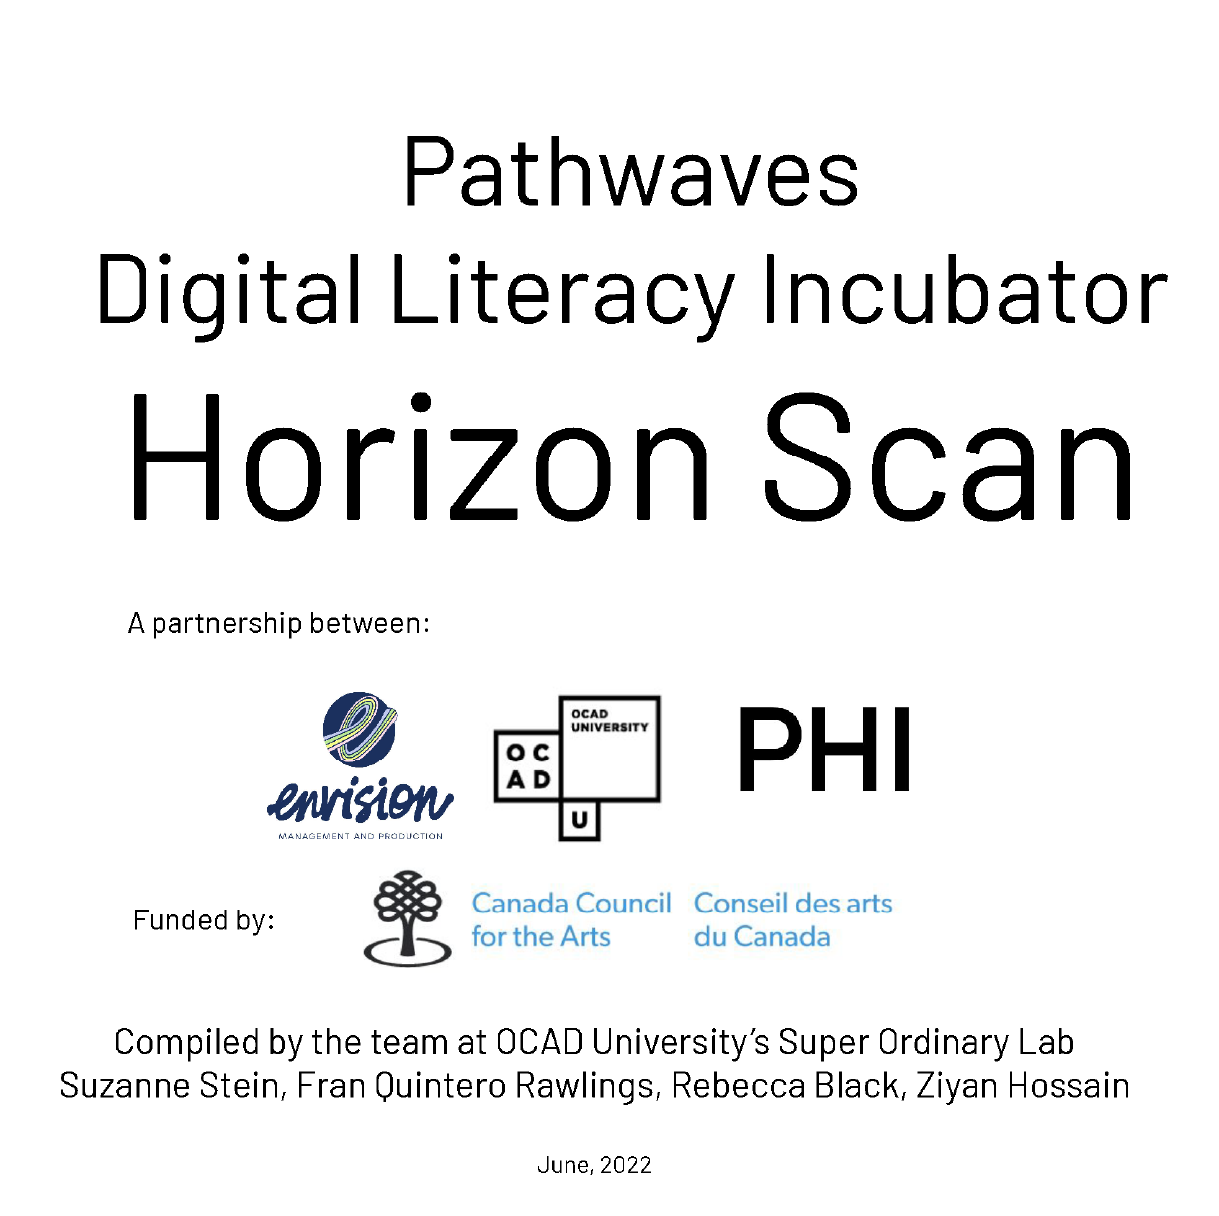 Pathwaves
Digital Literacy Incubator
Horizon Scan
A partnership between:
envision
MANAGEMENT AND PRODUCTION
OCAD
UNIVERSITY
O C
A D
U
PHI
Funded by:
Canada Council
for the Arts
Conseil des arts
du Canada
Compiled by the team at OCAD University’s Super Ordinary Lab
Suzanne Stein, Fran Quintero Rawlings, Rebecca Black, Ziyan Hossain
June, 2022